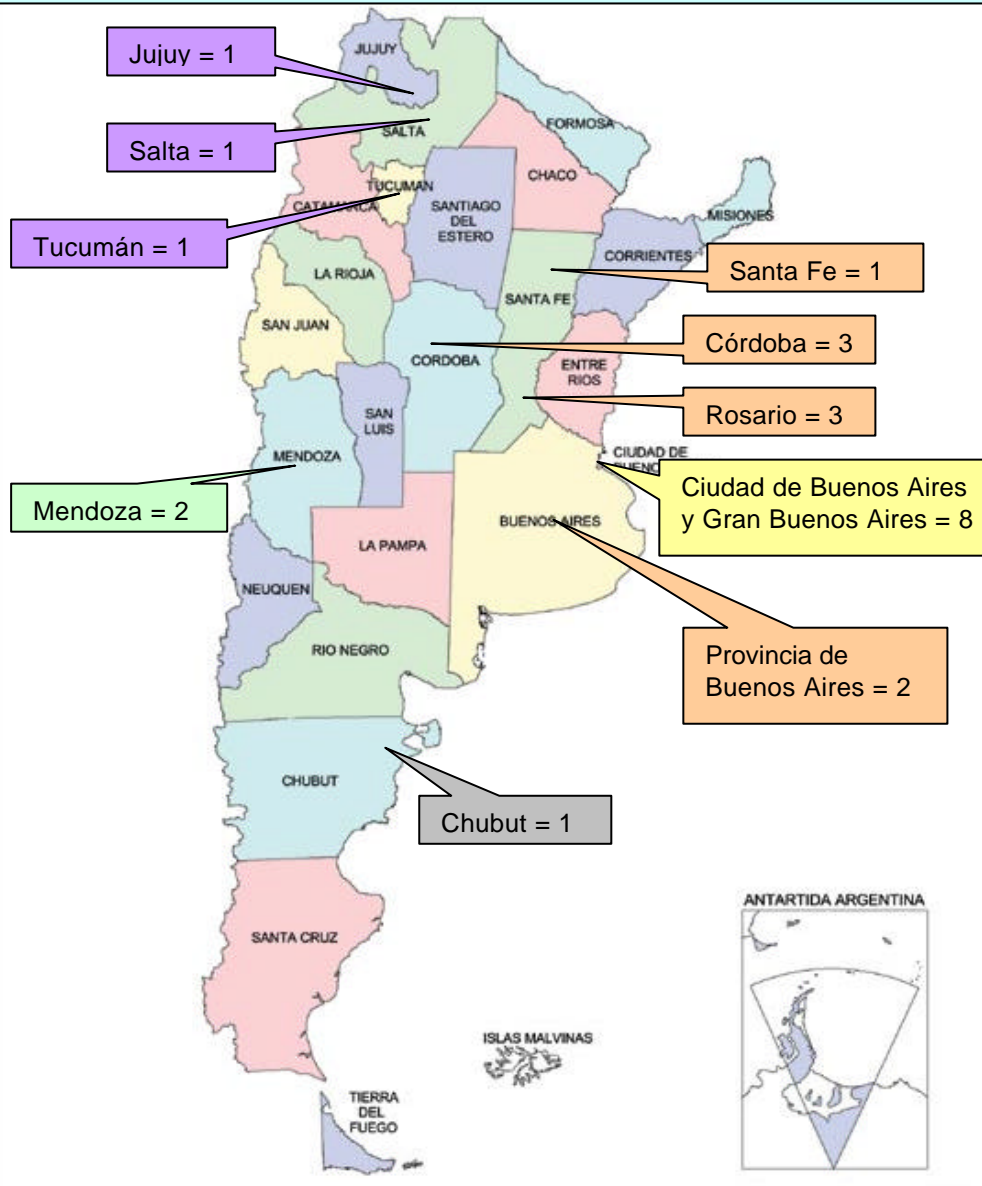 JUJUY
Jujuy = 1
FORMOSA
SALTA
Salta = 1
CHACO
TUCUMAN
CATAMARCA
SANTIAGO
DEL
ESTERO
MISIONES
Tucumán = 1
CORRIENTES
LA RIOJA
Santa Fe = 1
SANTA FE
SAN JUAN
Córdoba = 3
CORDOBA
ENTRE
RIOS
Rosario = 3
SAN
LUIS
MENDOZA
CIUDAD DE
Mendoza = 2
Ciudad de Buenos Aires
y Gran Buenos Aires = 8
BUENOS AIRES
LA PAMPA
NEUQUEN
RIO NEGRO
Provincia de
Buenos Aires = 2
CHUBUT
Chubut = 1
ANTARTIDA ARGENTINA
SANTA CRUZ
ISLAS MALVINAS
TIERRA
DEL
FUEGO